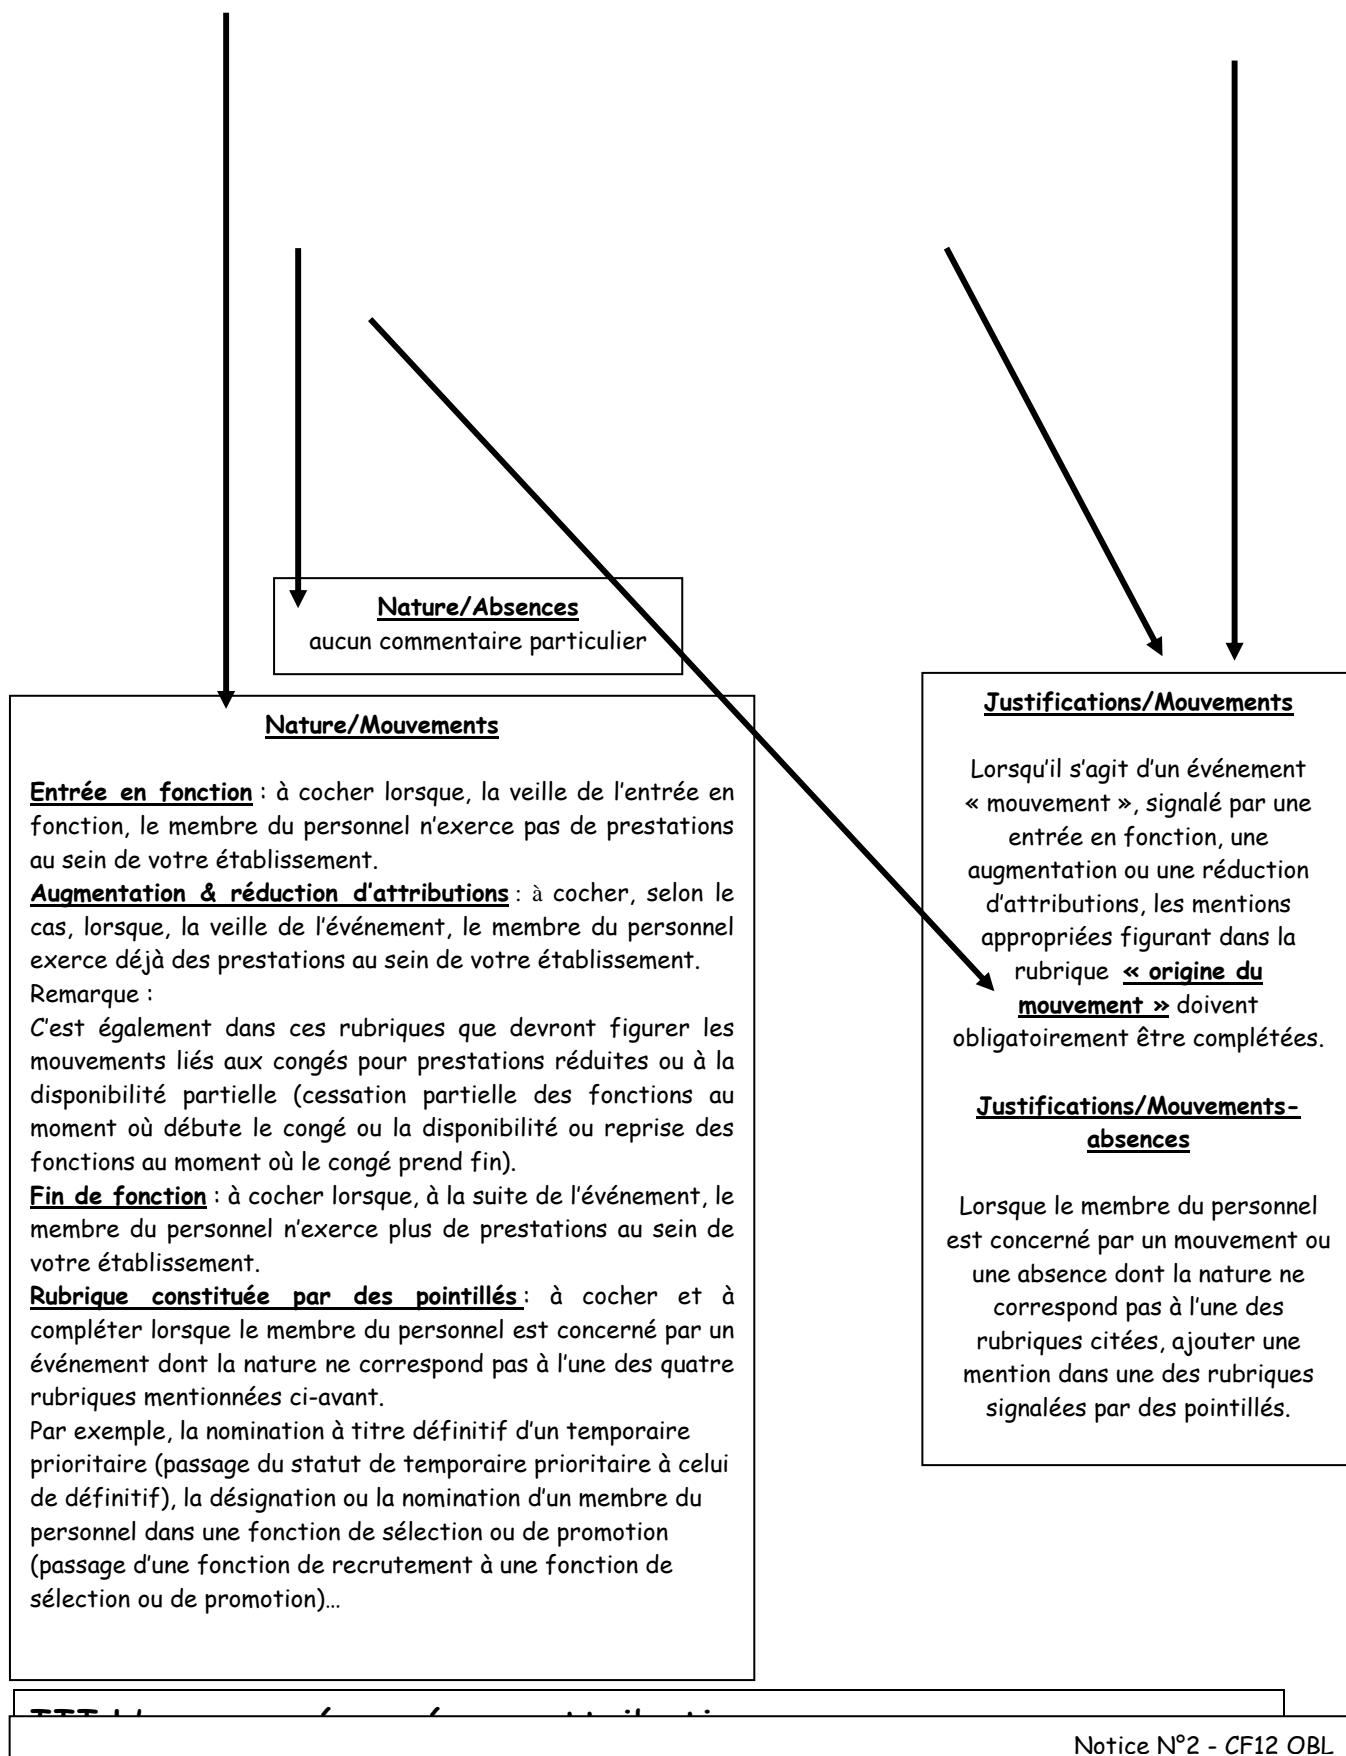 Nature/Absences
aucun commentaire particulier
Nature/Mouvements
Entrée en fonction : à cocher lorsque, la veille de l'entrée en
fonction, le membre du personnel n'exerce pas de prestations
au sein de votre établissement.
Augmentation & réduction d'attributions : à cocher, selon le
cas, lorsque, la veille de l'événement, le membre du personnel
exerce déjà des prestations au sein de votre établissement.
Remarque :
C'est également dans ces rubriques que devront figurer les
mouvements liés aux congés pour prestations réduites ou à la
disponibilité partielle (cessation partielle des fonctions au
moment où débute le congé ou la disponibilité ou reprise des
fonctions au moment où le congé prend fin).
Fin de fonction : à cocher lorsque, à la suite de l'événement, le
membre du personnel n'exerce plus de prestations au sein de
votre établissement.
Rubrique constituée par des pointillés : à cocher et à
compléter lorsque le membre du personnel est concerné par un
événement dont la nature ne correspond pas à l'une des quatre
rubriques mentionnées ci-avant.
Par exemple, la nomination à titre définitif d'un temporaire
prioritaire (passage du statut de temporaire prioritaire à celui
de définitif), la désignation ou la nomination d'un membre du
personnel dans une fonction de sélection ou de promotion
(passage d'une fonction de recrutement à une fonction de
sélection ou de promotion)…
Justifications/Mouvements
Lorsqu'il s'agit d'un événement
« mouvement », signalé par une
entrée en fonction, une
augmentation ou une réduction
d'attributions, les mentions
appropriées figurant dans la
rubrique « origine du
mouvement » doivent
obligatoirement être complétées.
Justifications/Mouvements-
absences
Lorsque le membre du personnel
est concerné par un mouvement ou
une absence dont la nature ne
correspond pas à l'une des
rubriques citées, ajouter une
mention dans une des rubriques
signalées par des pointillés.
Notice N°2 - CF12 OBL